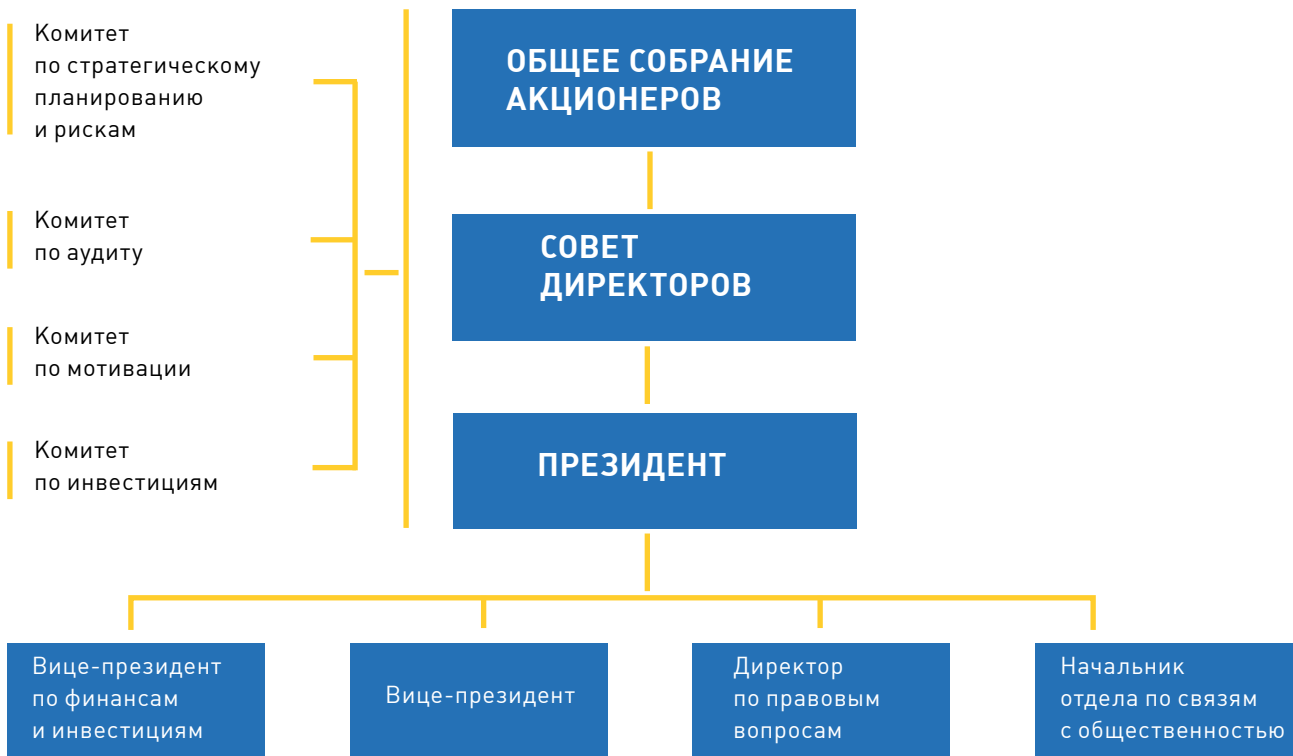 Комитет
по стратегическому
планированию
и рискам
Комитет
по аудиту
Комитет
по мотивации
Комитет
по инвестициям
ОБЩЕЕ СОБРАНИЕ
АКЦИОНЕРОВ
СОВЕТ
ДИРЕКТОРОВ
ПРЕЗИДЕНТ
Вице-президент
по финансам
и инвестициям
Вице-президент
Директор
по правовым
вопросам
Начальник
отдела по связям
с общественностью